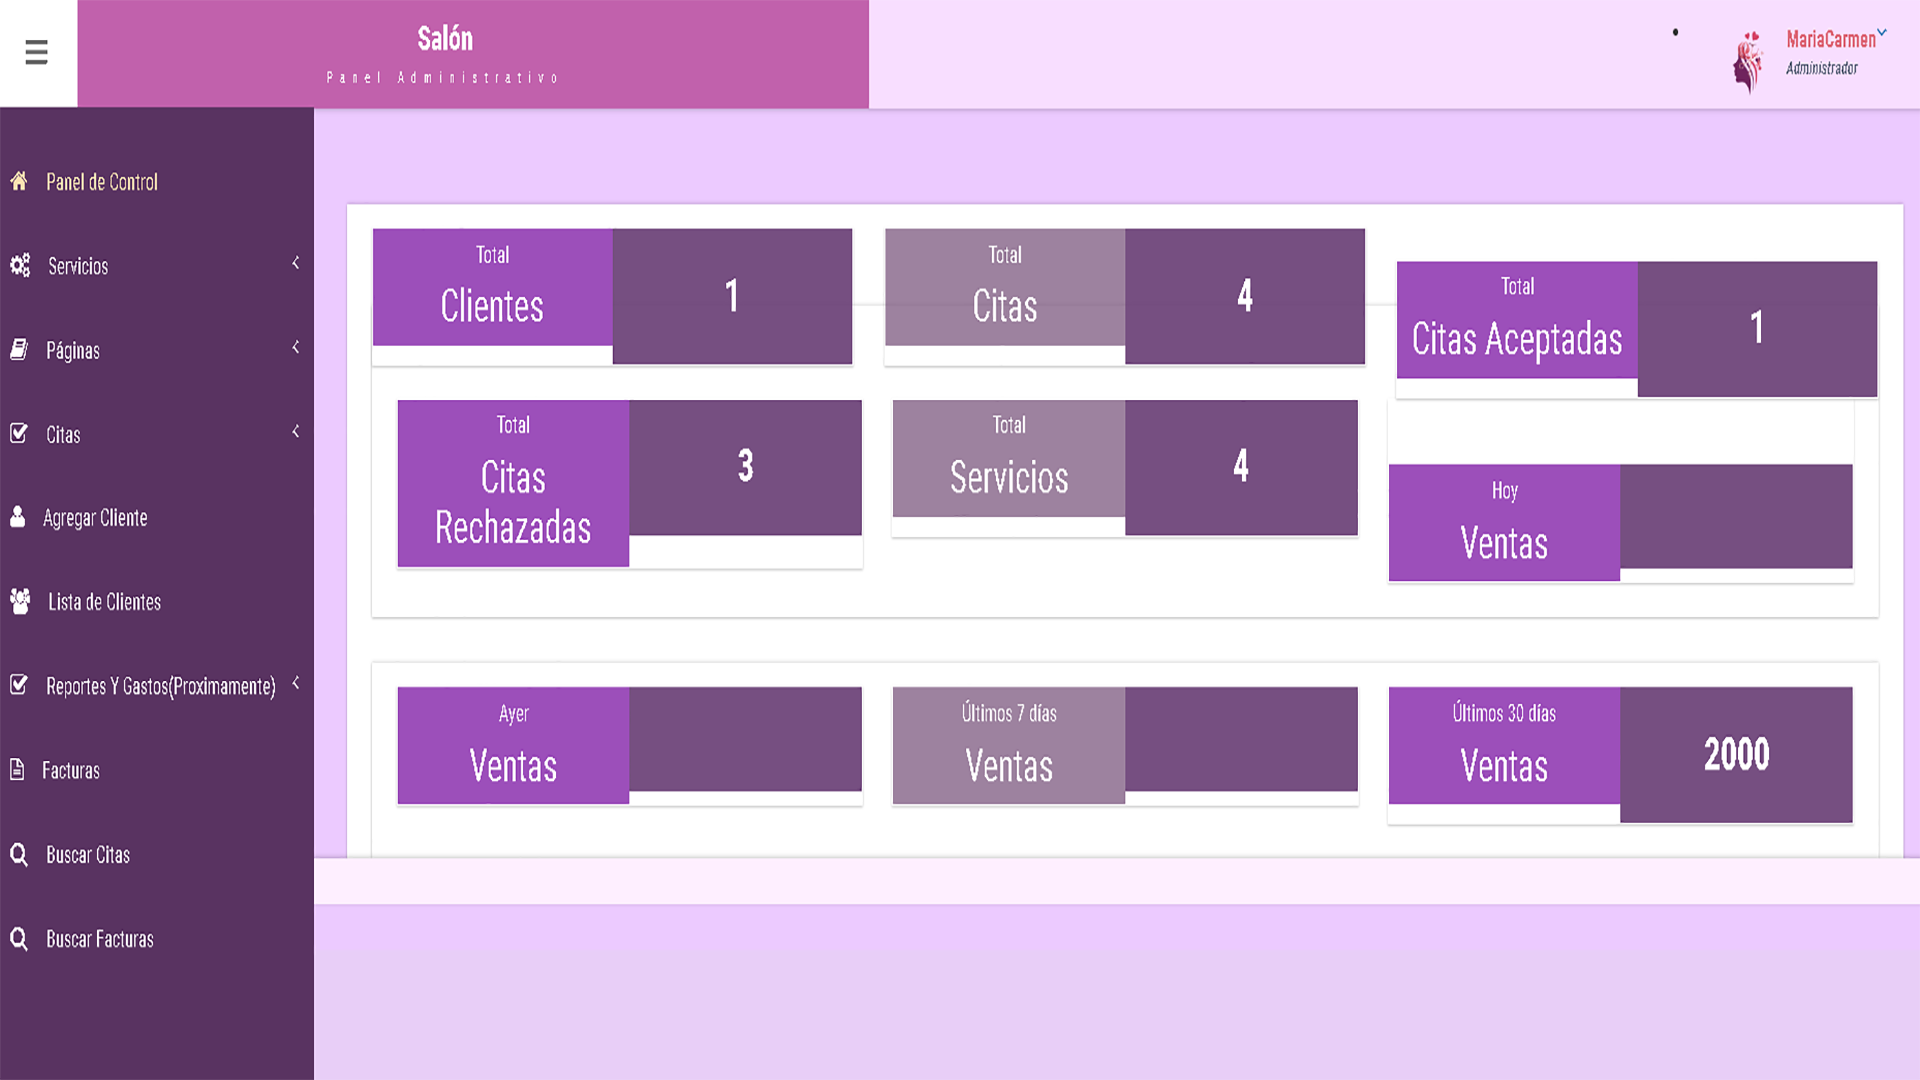 Salón
Panel Administrativo
MariaCarmen
Administrador
Panel de Control
Servicios
Páginas
Citas
Agregar Cliente
Lista de Clientes
Reportes Y Gastos(Proximamente)
Facturas
Buscar Citas
Buscar Facturas
Total
Clientes
1
Total
Citas
4
Total
Citas Aceptadas
1
Total
Citas
Rechazadas
3
Total
Servicios
4
Hoy
Ventas
Ayer
Ventas
Últimos 7 días
Ventas
Últimos 30 días
Ventas
2000